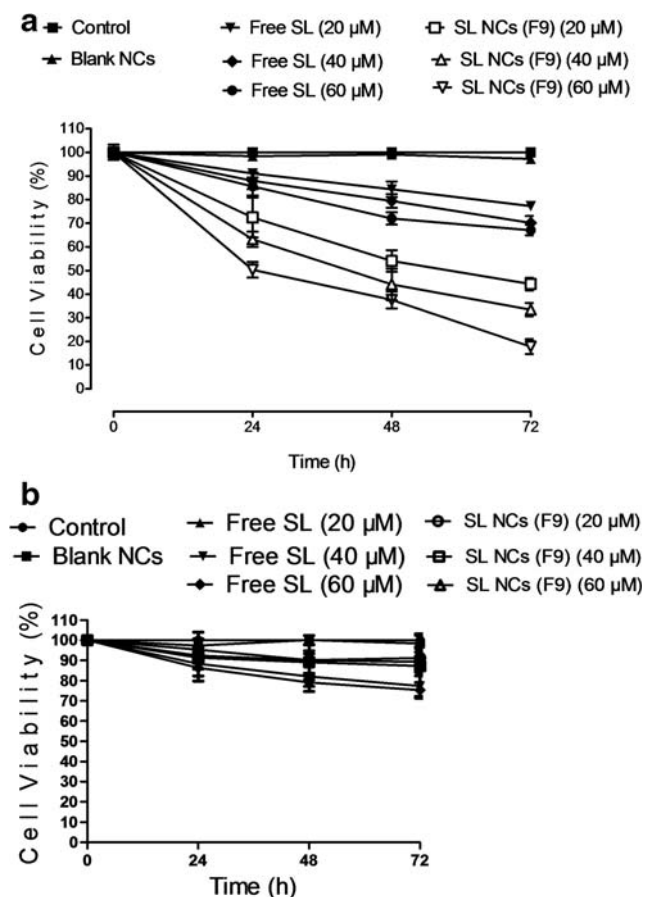 a
Control
Blank NCs
Free SL (20 μM)
Free SL (40 μM)
Free SL (60 μM)
SL NCs (F9) (20 μM)
SL NCs (F9) (40 μM)
SL NCs (F9) (60 μM)
Cell Viability (%)
110
100
90
80
70
60
50
40
30
20
10
0
0 24 48 72
Time (h)
b
Control
Blank NCs
Free SL (20 μM)
Free SL (40 μM)
Free SL (60 μM)
SL NCs (F9) (20 μM)
SL NCs (F9) (40 μM)
SL NCs (F9) (60 μM)
Cell Viability (%)
110
100
90
80
70
60
50
40
30
20
10
0
0 24 48 72
Time (h)